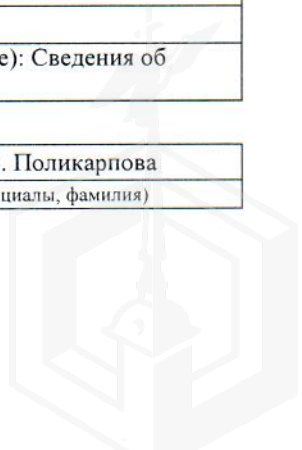 е): Сведения об
. Поликарпова
циалы, фамилия)